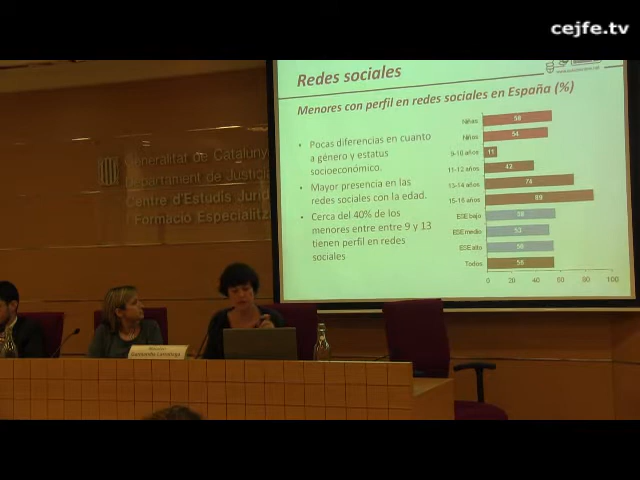 cejfe.tv
Redes sociales
Menores con perfil en redes sociales en España (%)
• Pocas diferencias en cuanto
a género y estatus
socioeconómico.
• Mayor presencia en las
redes sociales con la edad.
• Cerca del 40% de los
menores entre entre 9 y 13
tienen perfil en redes
sociales
Niñas 58
Niños 54
9-10 años 11
11-12 años 42
13-14 años 74
15-16 años 89
ESE bajo
ESE medio 53
ESE alto 56
Todos 56
0 20 40 60 80 100
Generalitat de Catalunya
Departament de Justícia
Centre d'Estudis Juríd
i Formació Especialitz